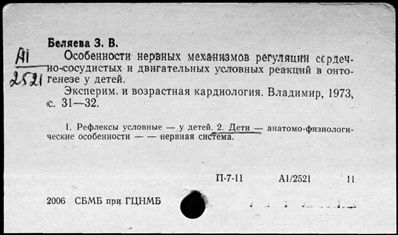 Беляева З. В.
А1
2521
Особенности нервных механизмов регуляции сердеч-
но-сосудистых и двигательных условных реакций в онто-
генезе у детей.
Эксперим. и возрастная кардиология. Владимир, 1973,
с. 31—32.
1. Рефлексы условные — у детей. 2. Дети — анатомо-физиологи-
ческие особенности — — нервная система.
П-7-11 А1/2521 11
2006 СБМБ при ГЦНМБ